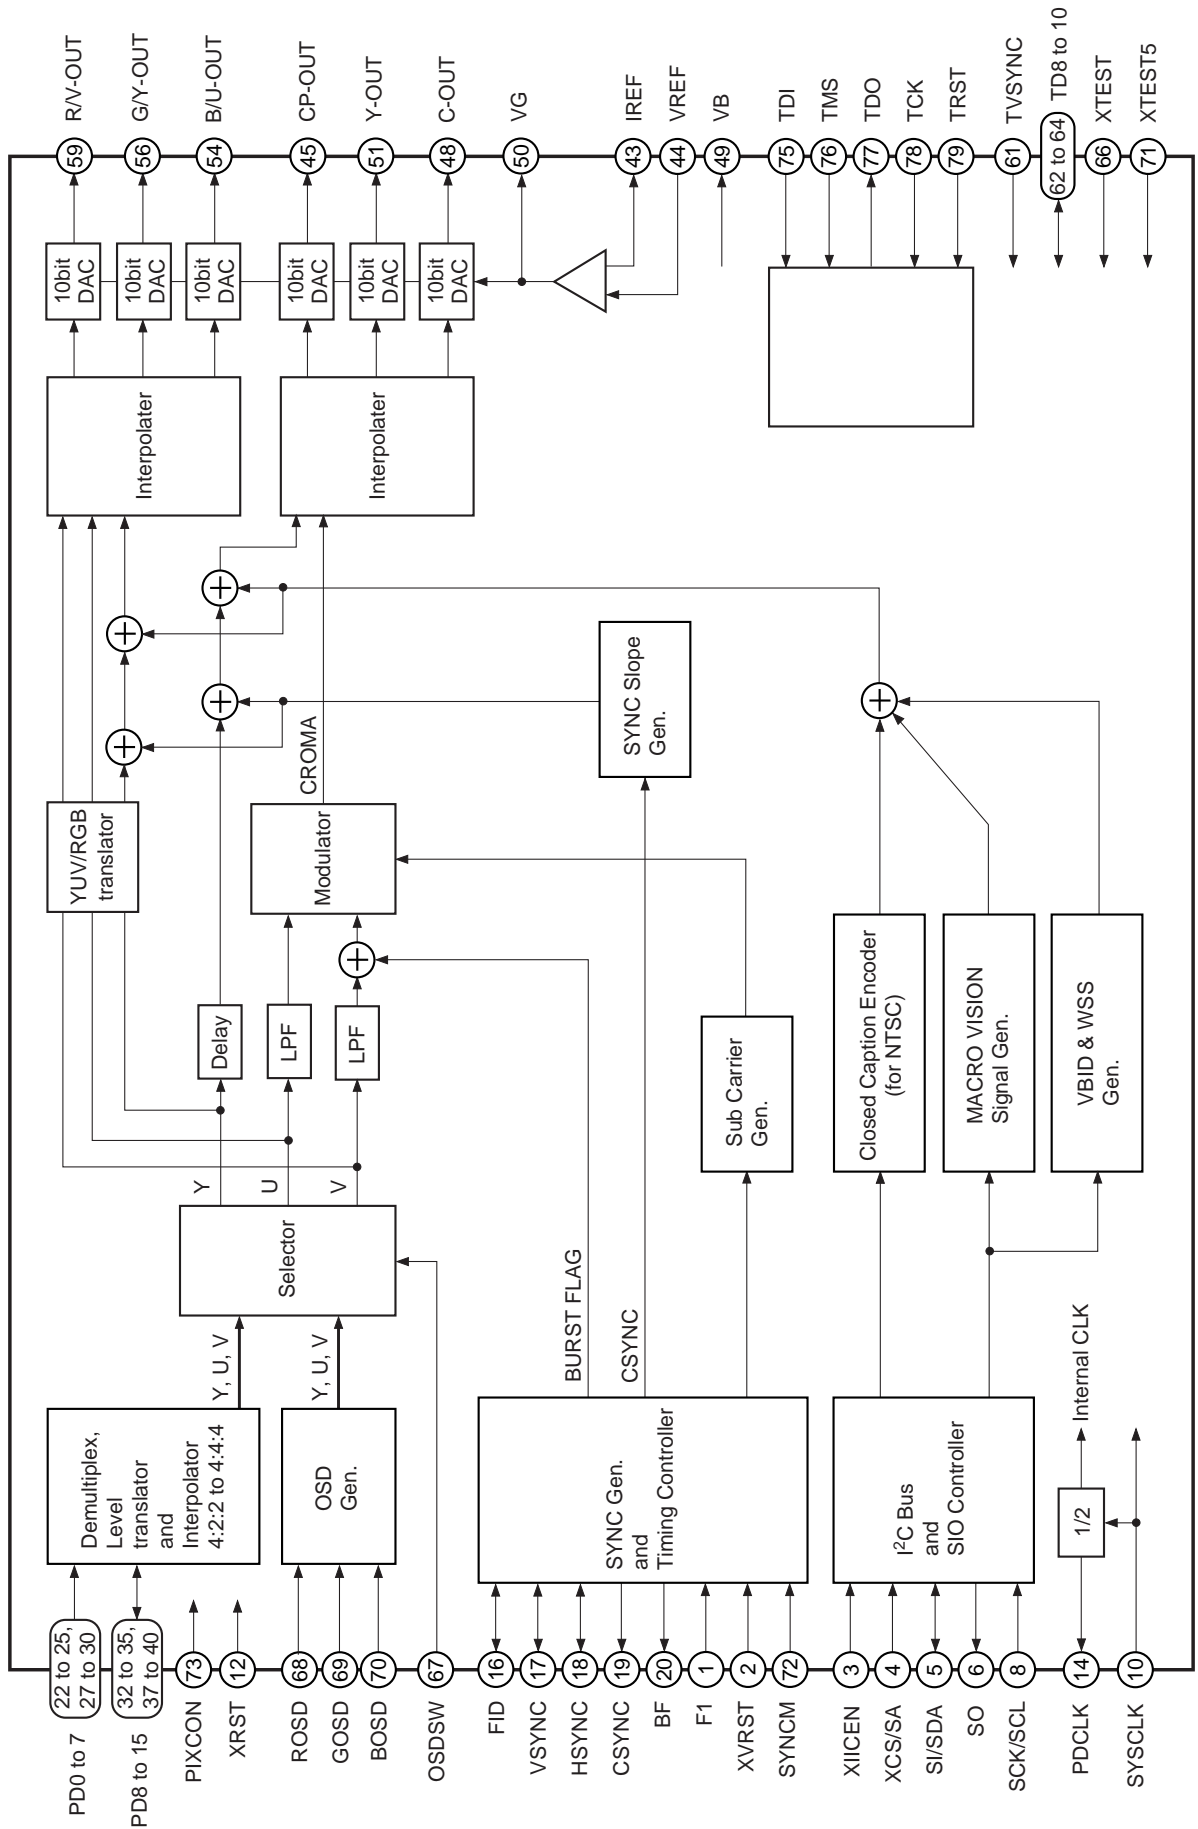 PD0 to 7
22 to 25,
27 to 30
PD8 to 15
32 to 35,
37 to 40
PIXCON
73
XRST
12
ROSD
68
GOSD
69
BOSD
70
OSDSW
67
FID
16
VSYNC
17
HSYNC
18
CSYNC
19
BF
20
F1
1
XVRST
2
SYNCM
72
XIICEN
3
XCS/SA
4
SI/SDA
5
SO
6
SCK/SCL
8
PDCLK
14
SYSCLK
10
Demultiplex,
Level
translator
and
Interpolator
4:2:2 to 4:4:4
OSD
Gen.
SYNC Gen.
and
Timing Controller
I2C Bus
and
SIO Controller
1/2
Internal CLK
Y, U, V
Y, U, V
BURST FLAG
CSYNC
Selector
Y
U
V
Delay
LPF
LPF
Sub Carrier
Gen.
Closed Caption Encoder
(for NTSC)
MACRO VISION
Signal Gen.
VBID & WSS
Gen.
YUV/RGB
translator
Modulator
CROMA
SYNC Slope
Gen.
Interpolater
Interpolater
10bit
DAC
10bit
DAC
10bit
DAC
10bit
DAC
10bit
DAC
10bit
DAC
59
R/V-OUT
56
G/Y-OUT
54
B/U-OUT
45
CP-OUT
51
Y-OUT
48
C-OUT
50
VG
43
IREF
44
VREF
49
VB
75
TDI
76
TMS
77
TDO
78
TCK
79
TRST
61
TVSYNC
62 to 64
TD8 to 10
66
XTEST
71
XTEST5